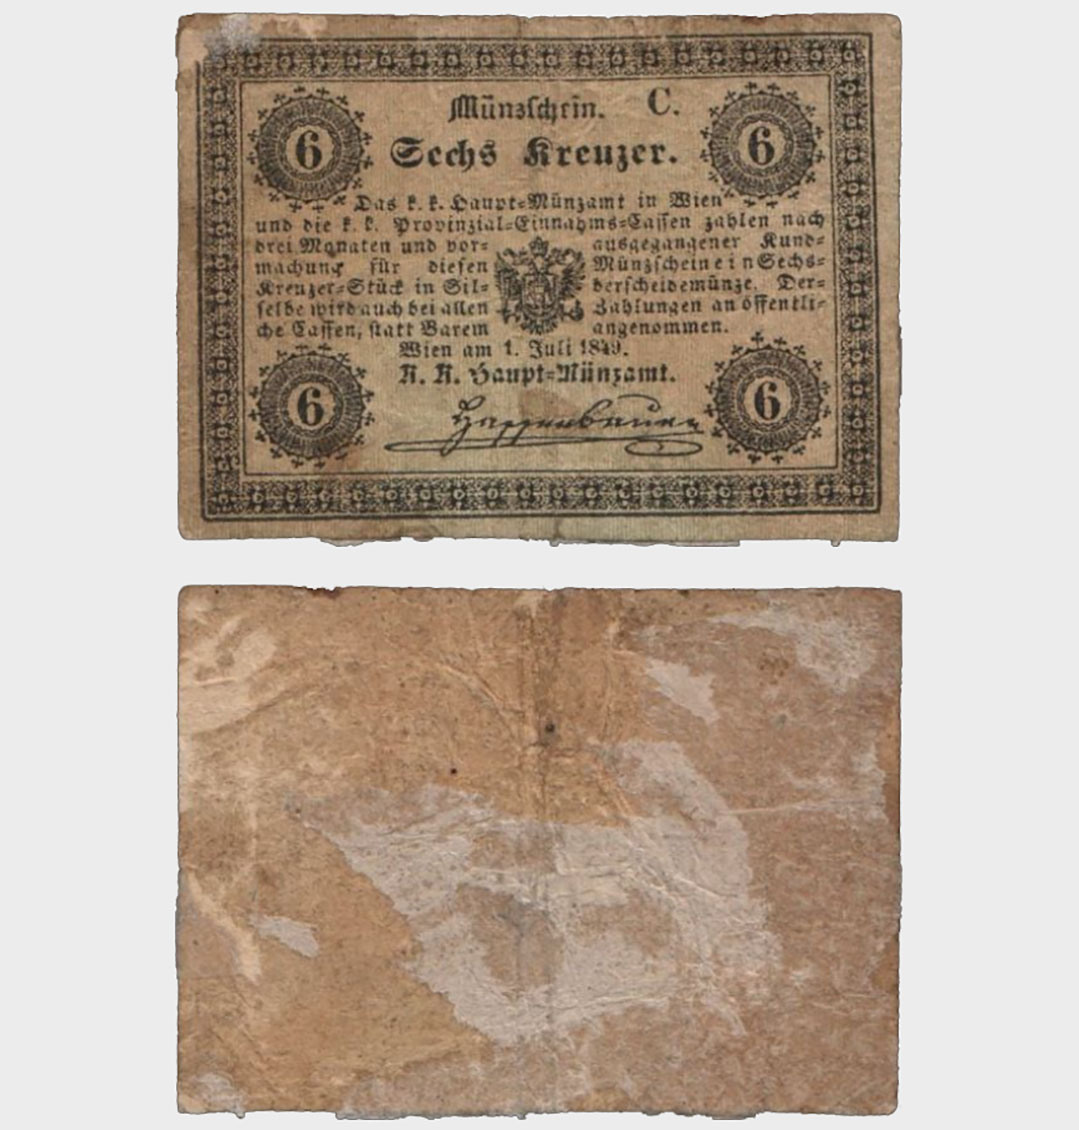 Münzschein. C.
6 Sechs Kreuzer. 6
Das k. k. Haupt=Münzamt in Wien
und die k. k. Provinzial=Einnahms=Cassen zahlen nach
drei Monaten und vor= ausgegangener Kund=
machung für diesen Münzschein ein Sechs=
Kreuzer=Stück in Sil= berscheidemünze. Der=
selbe wird auch bei allen Zahlungen an öffentli=
che Cassen, statt Barem angenommen.
Wien am 1. Juli 1849.
K. K. Haupt=Münzamt.
6 6